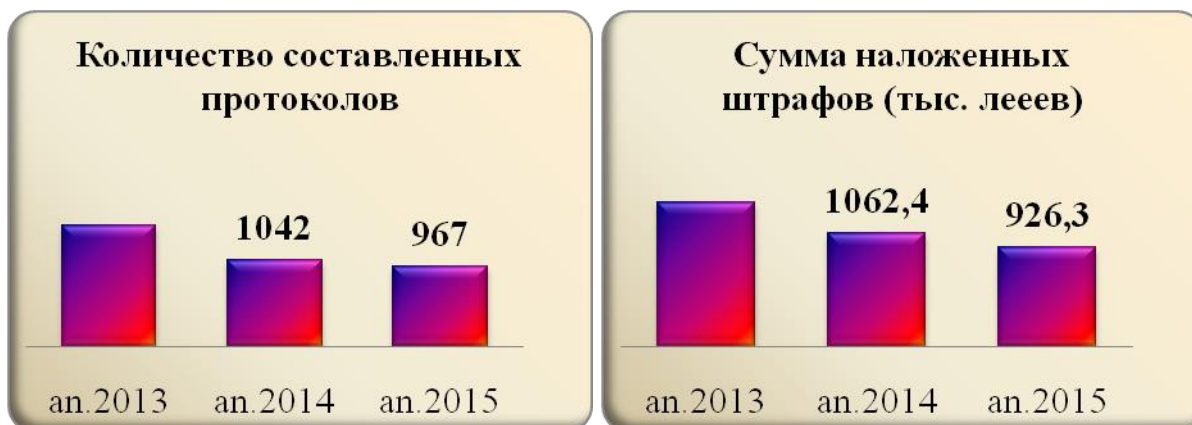 Количество составленных
протоколов
1042
967
an.2013
an.2014
an.2015
Сумма наложенных
штрафов (тыс. лееев)
1062,4
926,3
an.2013
an.2014
an.2015